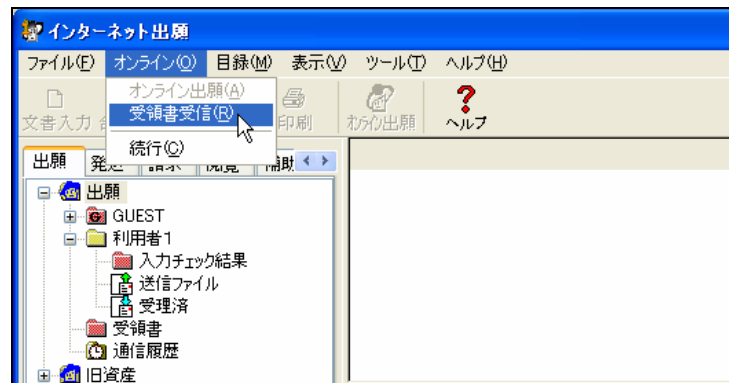 インターネット出願
ファイル(F) オンライン(O) 目録(M) 表示(V) ツール(T) ヘルプ(H)
オンライン出願(A)
受領書受信(R)
続行(C)
文書入力 印刷 オンライン出願 ヘルプ
出願 発送 請求 閲覧 補助
出願
GUEST
利用者1
入力チェック結果
送信ファイル
受理済
受領書
通信履歴
旧資産